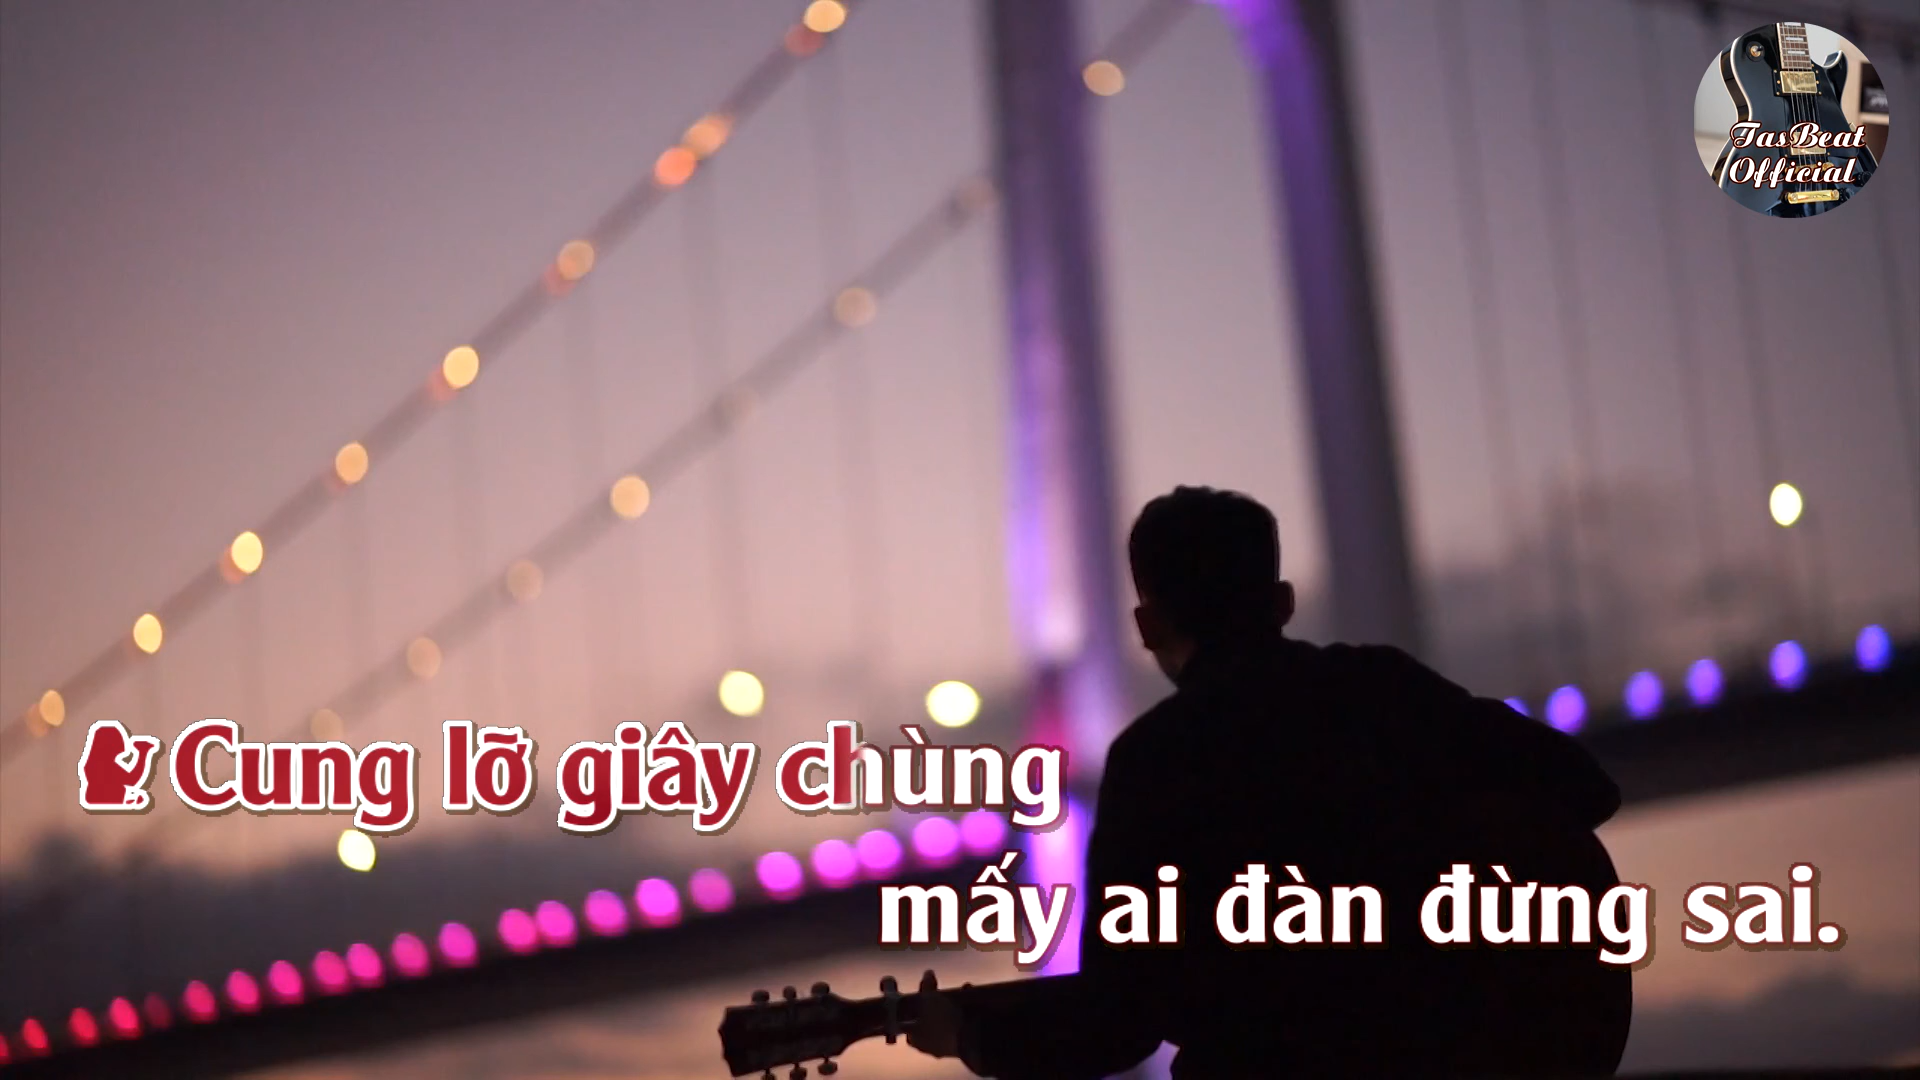 TasBeat
Official
Cung lỡ giây chùng
mấy ai đàn đừng sai.